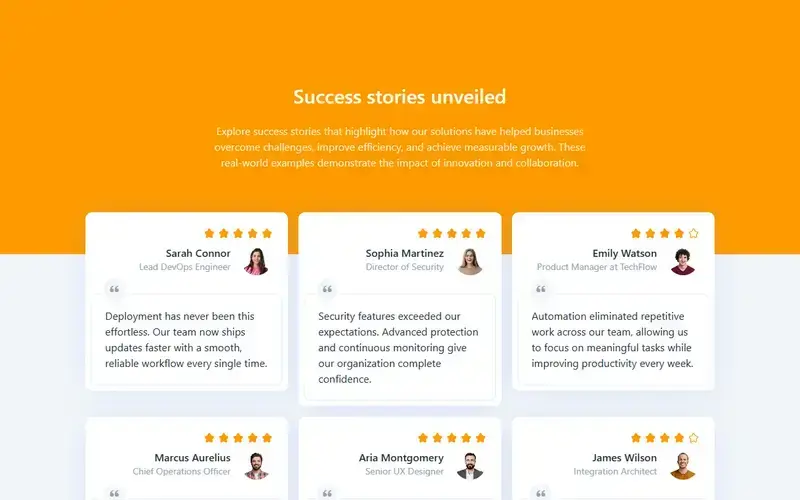 Success stories unveiled
Explore success stories that highlight how our solutions have helped businesses
overcome challenges, improve efficiency, and achieve measurable growth. These
real-world examples demonstrate the impact of innovation and collaboration.
Sarah Connor
Lead DevOps Engineer
“
Deployment has never been this
effortless. Our team now ships
updates faster with a smooth,
reliable workflow every single time.
Sophia Martinez
Director of Security
“
Security features exceeded our
expectations. Advanced protection
and continuous monitoring give
our organization complete
confidence.
Emily Watson
Product Manager at TechFlow
“
Automation eliminated repetitive
work across our team, allowing us
to focus on meaningful tasks while
improving productivity every week.
Marcus Aurelius
Chief Operations Officer
“
Aria Montgomery
Senior UX Designer
“
James Wilson
Integration Architect
“